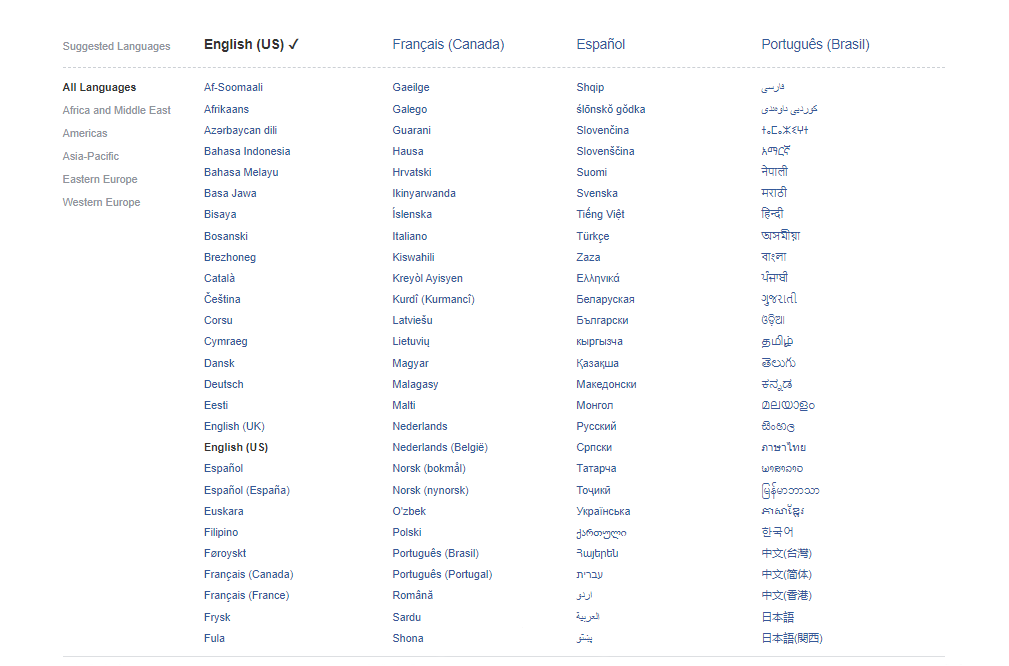 Suggested Languages
English (US) ✓
Français (Canada)
Español
Português (Brasil)
All Languages
Africa and Middle East
Americas
Asia-Pacific
Eastern Europe
Western Europe
Af-Soomaali
Afrikaans
Azərbaycan dili
Bahasa Indonesia
Bahasa Melayu
Basa Jawa
Bisaya
Bosanski
Brezhoneg
Català
Čeština
Corsu
Cymraeg
Dansk
Deutsch
Eesti
English (UK)
English (US)
Español
Español (España)
Euskara
Filipino
Føroyskt
Français (Canada)
Français (France)
Frysk
Fula
Gaeilge
Galego
Guarani
Hausa
Hrvatski
Ikinyarwanda
Íslenska
Italiano
Kiswahili
Kreyòl Ayisyen
Kurdî (Kurmancî)
Latviešu
Lietuvių
Magyar
Malagasy
Malti
Nederlands
Nederlands (België)
Norsk (bokmål)
Norsk (nynorsk)
O'zbek
Polski
Português (Brasil)
Português (Portugal)
Română
Sardu
Shona
Shqip
ślōnskŏ gŏdka
Slovenčina
Slovenščina
Suomi
Svenska
Tiếng Việt
Türkçe
Zaza
Ελληνικά
Беларуская
Български
кыргызча
Қазақша
Македонски
Монгол
Русский
Српски
Татарча
Тоҷикӣ
Українська
ქართული
Հայերեն
עברית
اردو
العربية
پښتو
فارسی
کوردیی ناوەندی
ⵜⴰⵎⴰⵣⵉⵖⵜ
አማርኛ
नेपाली
मराठी
हिन्दी
অসমীয়া
বাংলা
ਪੰਜਾਬੀ
ગુજરાતી
ଓଡ଼ିଆ
தமிழ்
తెలుగు
ಕನ್ನಡ
മലയാളം
සිංහල
ภาษาไทย
ພາສາລາວ
မြန်မာဘာသာ
ភាសាខ្មែរ
한국어
中文(台灣)
中文(简体)
中文(香港)
日本語
日本語(関西)